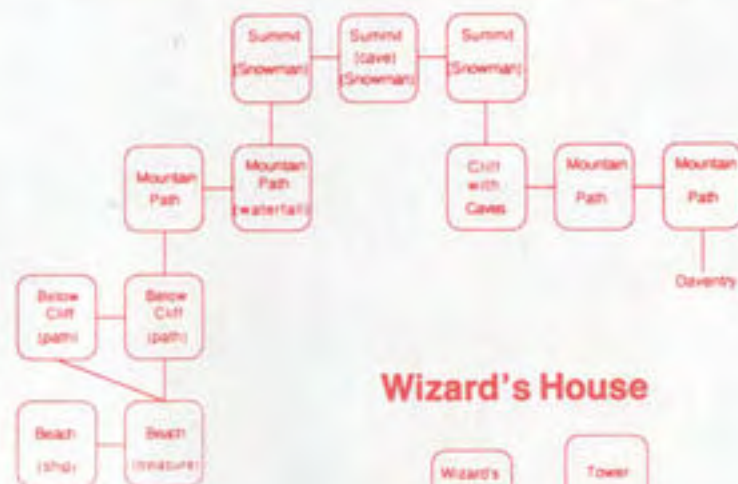 Summit
(Snowman)
Summit
(cave)
(Snowman)
Summit
(Snowman)
Mountain
Path
Mountain
Path
(waterfall)
Cliff
with
Caves
Mountain
Path
Mountain
Path
Daventry
Below
Cliff
(path)
Below
Cliff
(path)
Wizard's House
Beach
(ship)
Beach
(treasure)
Wizard's
Tower